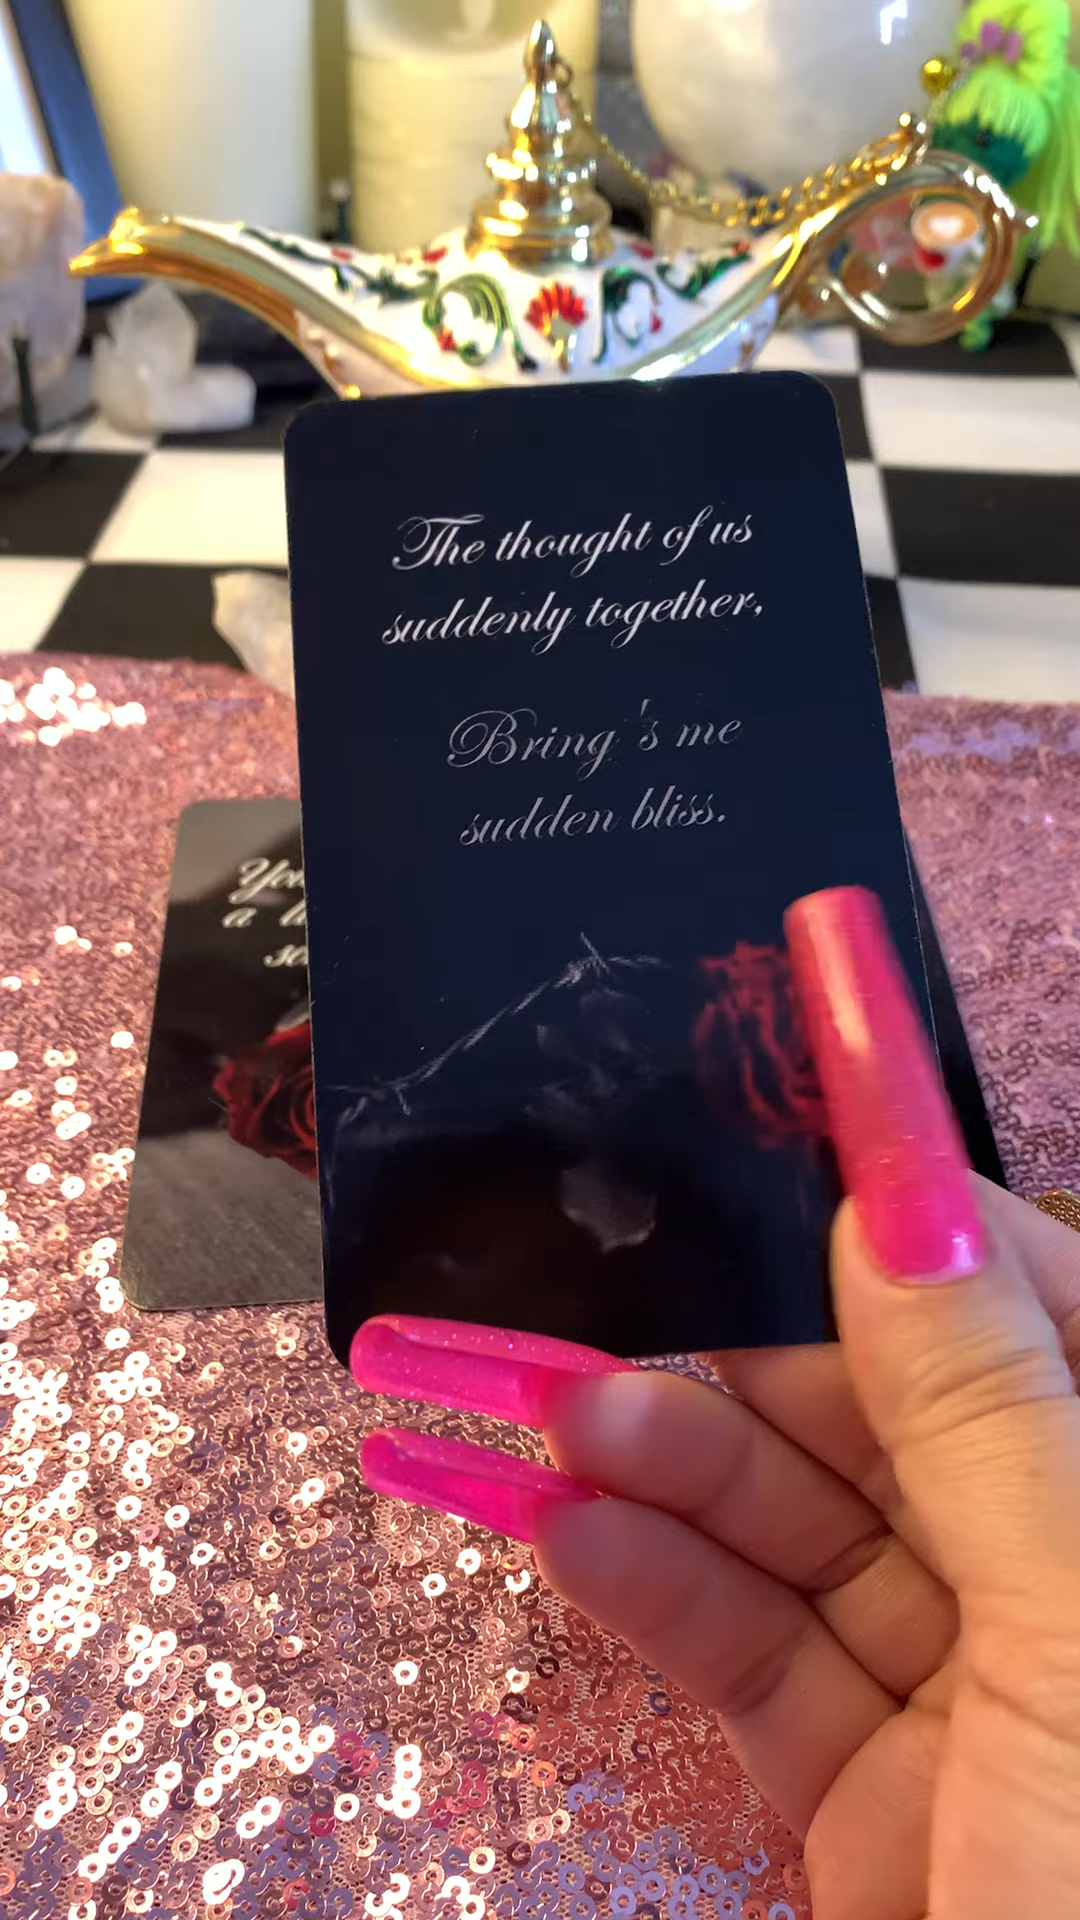 The thought of us
suddenly together,
Bring's me
sudden bliss.
a